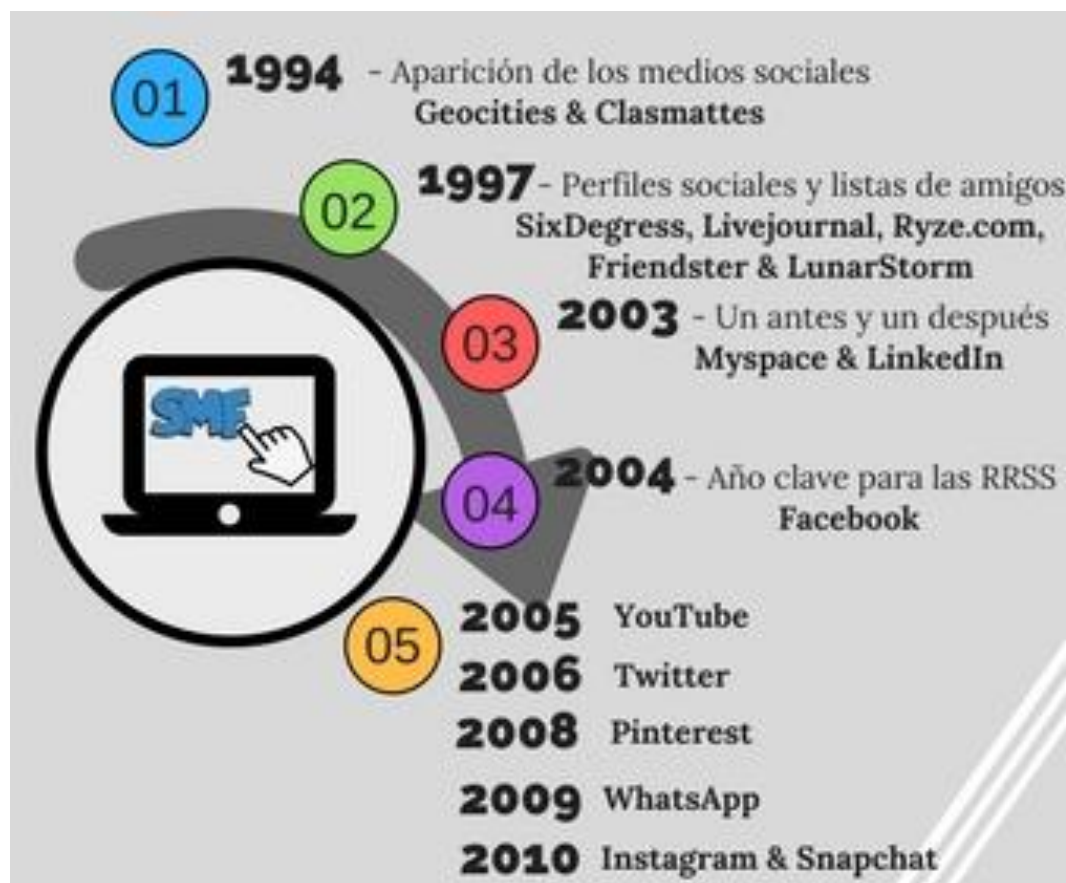 01 1994 - Aparición de los medios sociales
Geocities & Clasmattes
02 1997 - Perfiles sociales y listas de amigos
SixDegress, Livejournal, Ryze.com,
Friendster & LunarStorm
03 2003 - Un antes y un después
Myspace & LinkedIn
SMF
04 2004 - Año clave para las RRSS
Facebook
05 2005 YouTube
2006 Twitter
2008 Pinterest
2009 WhatsApp
2010 Instagram & Snapchat